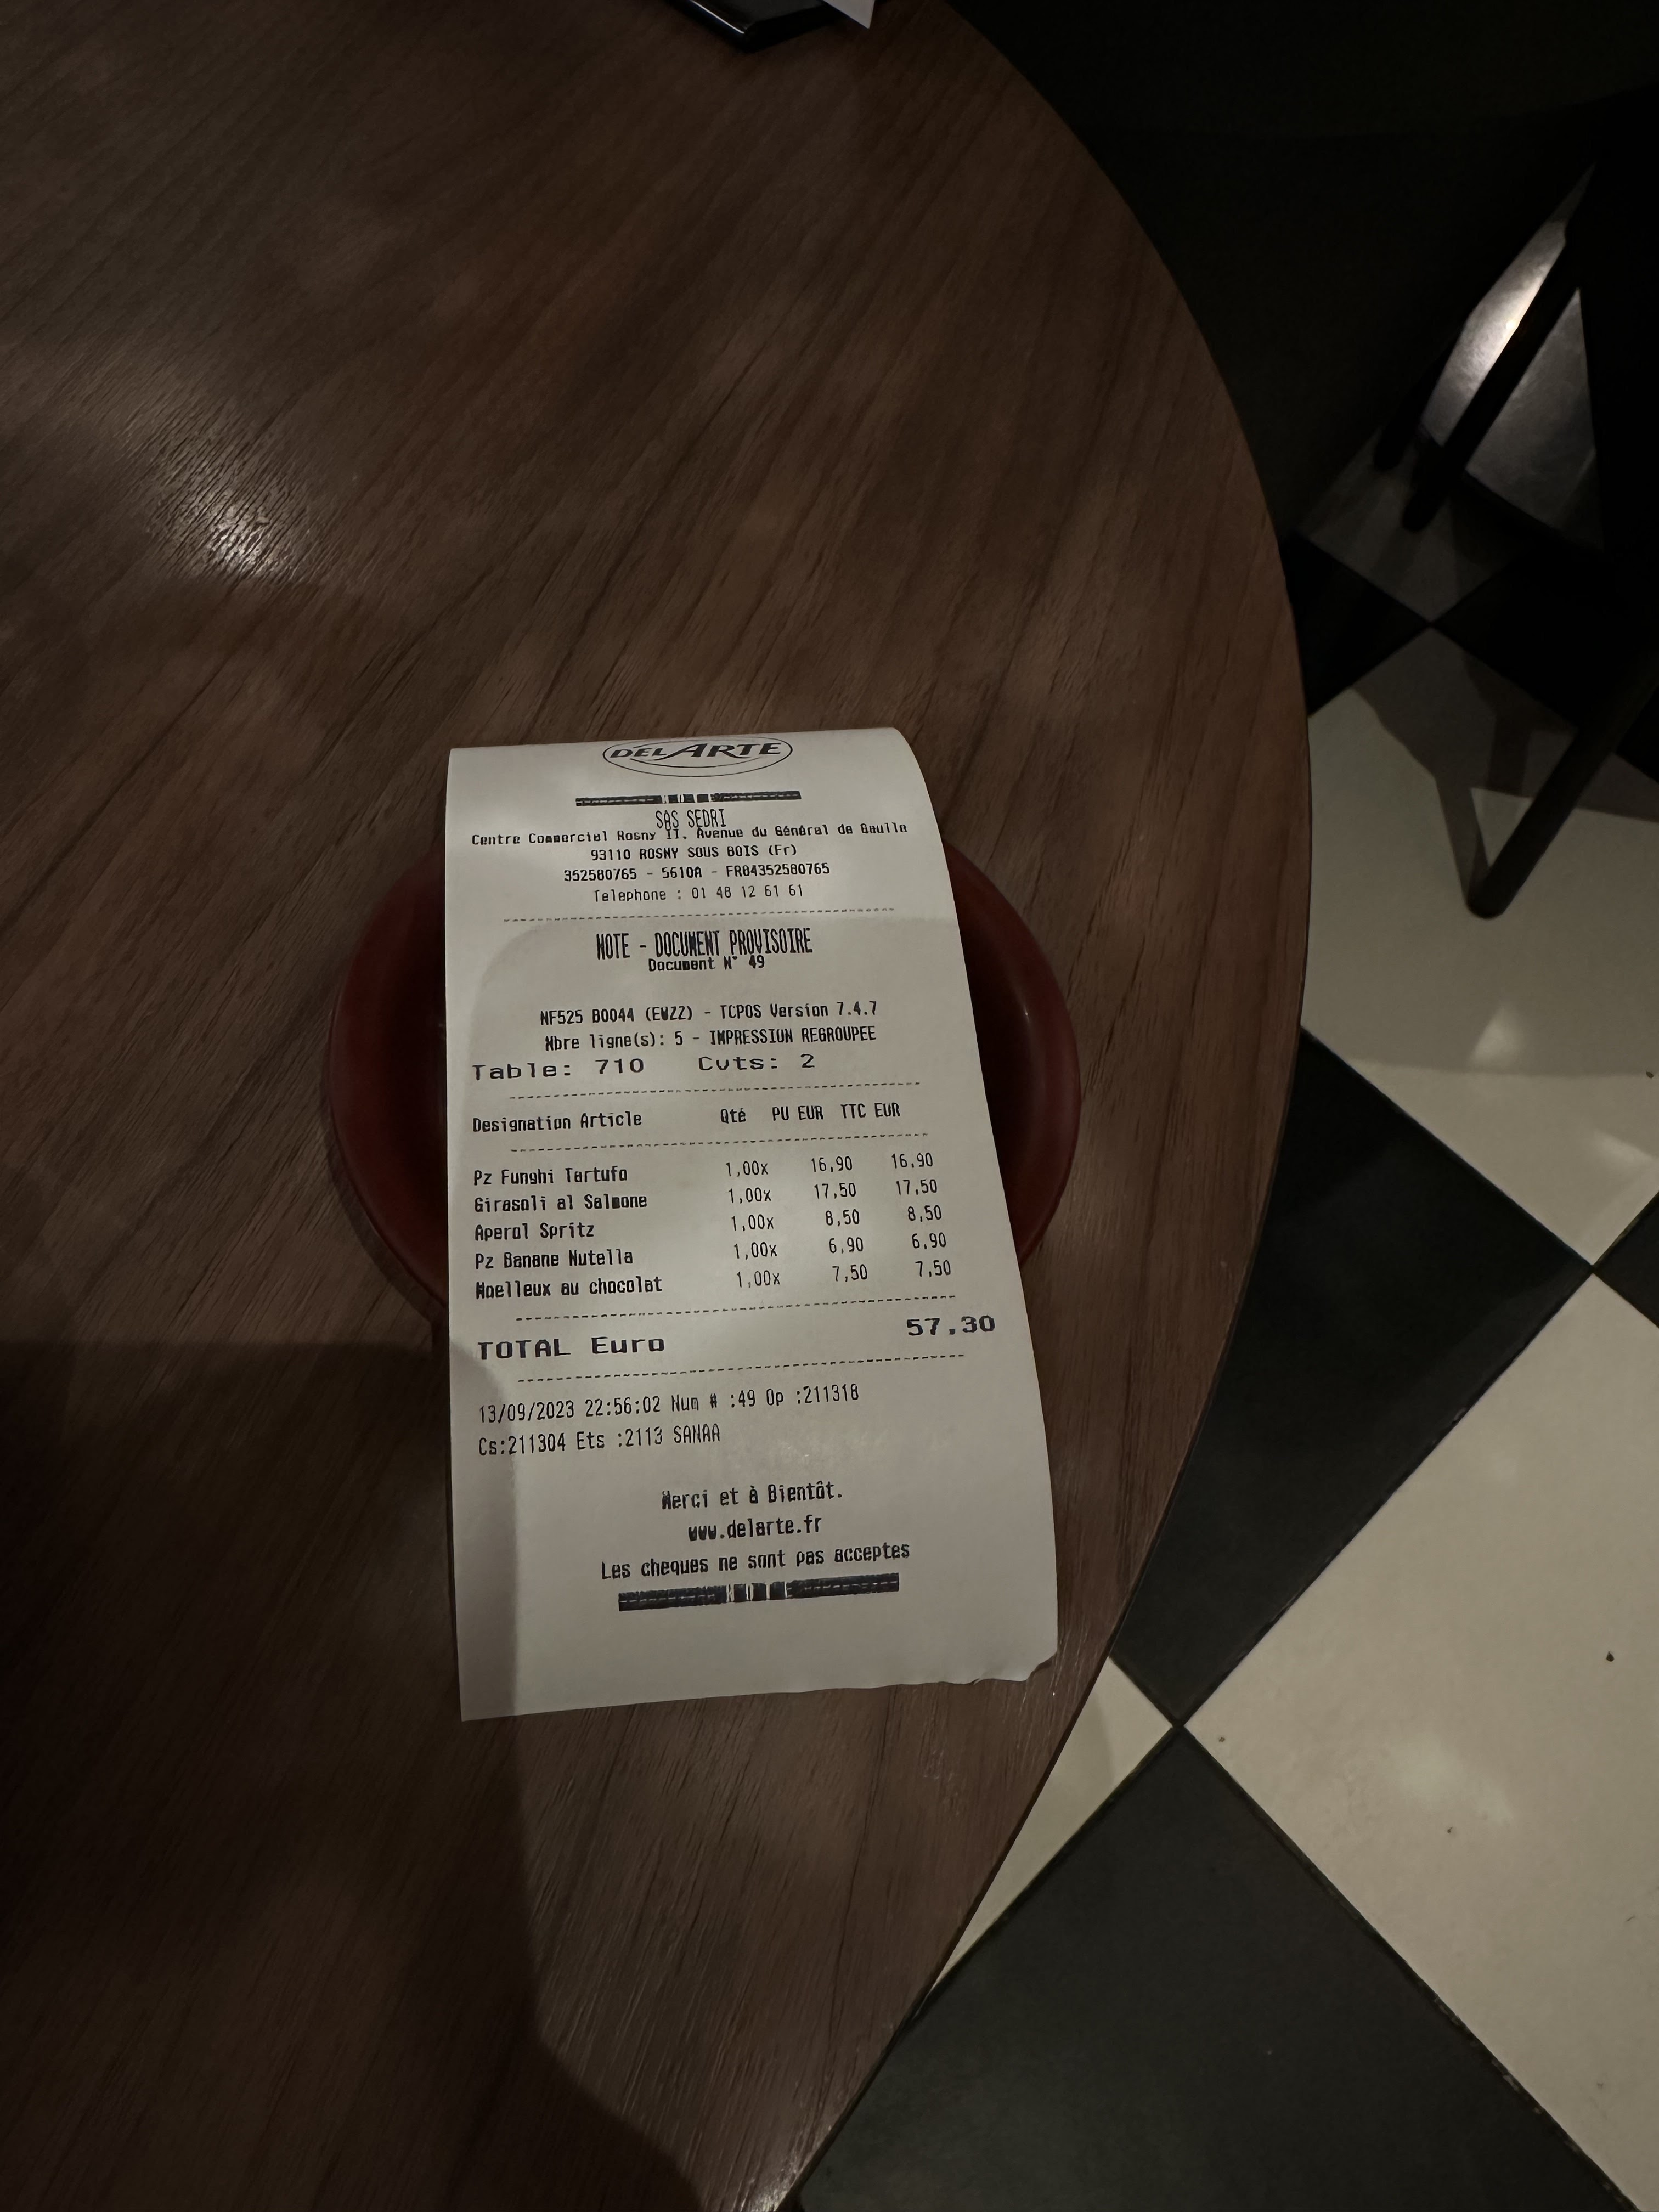 DEL ARTE
NOTE
SAS SEDRI
Centre Commercial Rosny II, Avenue du Général de Gaulle
93110 ROSNY SOUS BOIS (Fr)
352580765 - 5610A - FR84352580765
Telephone : 01 48 12 61 61
NOTE - DOCUMENT PROVISOIRE
Document N° 49
NF525 B0044 (EWZZ) - TCPOS Version 7.4.7
Nbre ligne(s): 5 - IMPRESSION REGROUPEE
Table: 710 Cvts: 2
Designation Article Qté PU EUR TTC EUR
Pz Funghi Tartufo 1,00x 16,90 16,90
Girasoli al Salmone 1,00x 17,50 17,50
Aperol Spritz 1,00x 8,50 8,50
Pz Banane Nutella 1,00x 6,90 6,90
Moelleux au chocolat 1,00x 7,50 7,50
TOTAL Euro 57.30
13/09/2023 22:56:02 Num # :49 Op :211318
Cs:211304 Ets :2113 SANAA
Merci et à Bientôt.
www.delarte.fr
Les cheques ne sont pas acceptes
NOTE